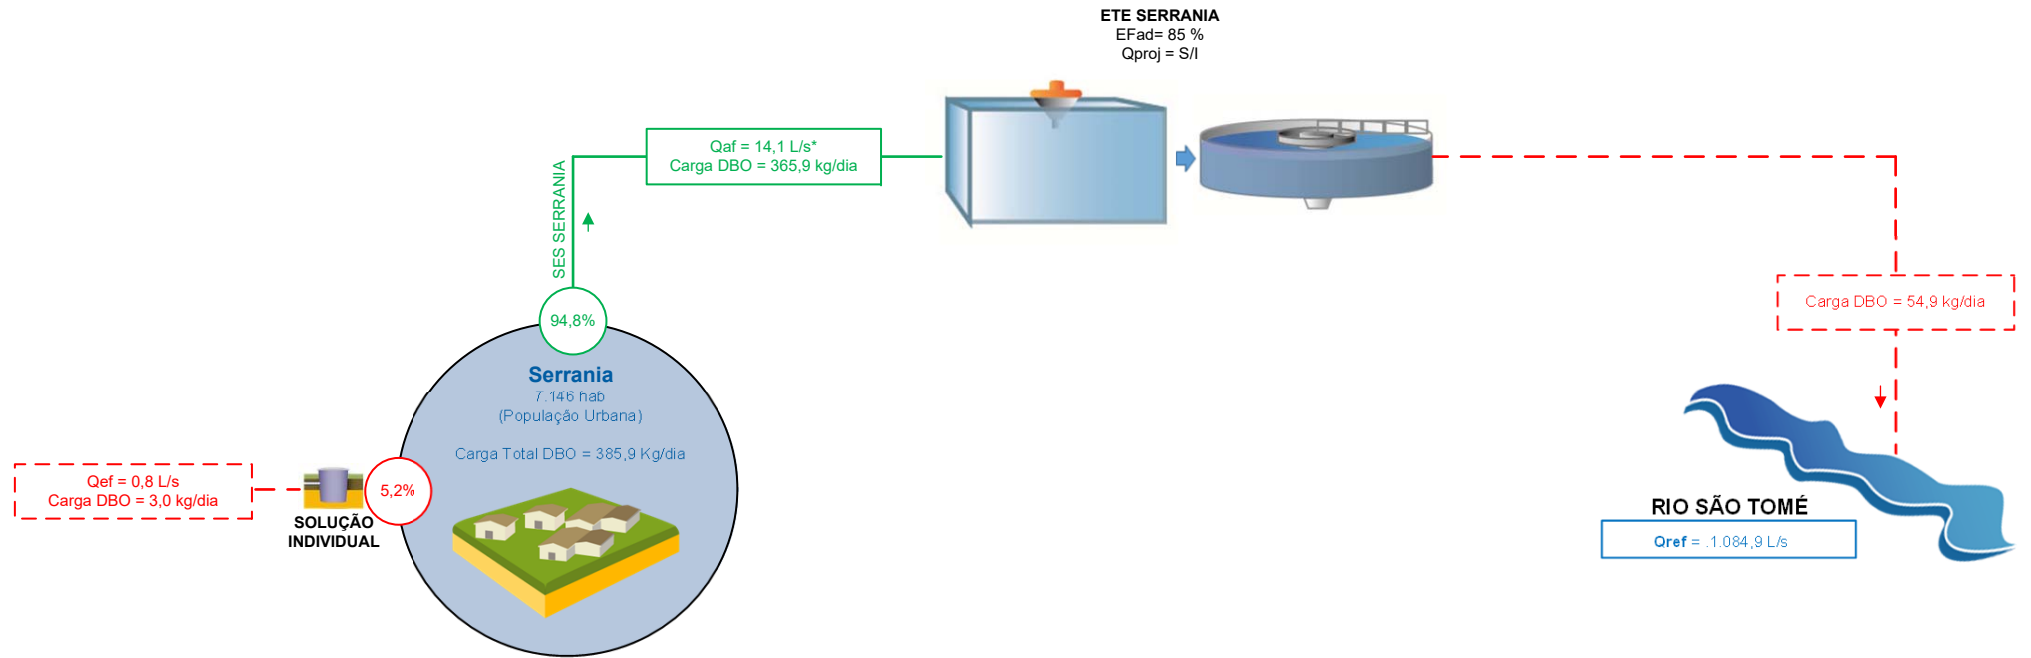 ETE SERRANIA
EFad= 85 %
Qproj = S/I
Qaf = 14,1 L/s*
Carga DBO = 365,9 kg/dia
SES SERRANIA
94,8%
Carga DBO = 54,9 kg/dia
Serrania
7.146 hab
(População Urbana)
Carga Total DBO = 385,9 Kg/dia
Qef = 0,8 L/s
Carga DBO = 3,0 kg/dia
5,2%
SOLUÇÃO
INDIVIDUAL
RIO SÃO TOMÉ
Qref = .1.084,9 L/s